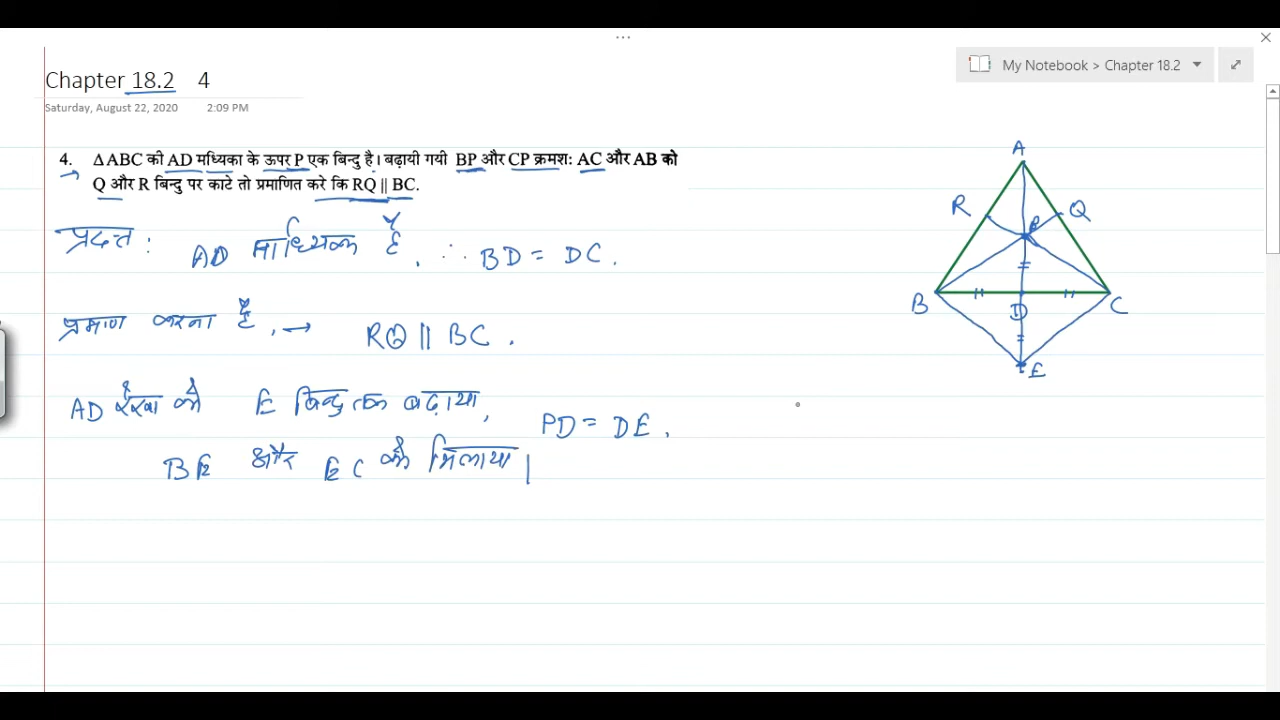 My Notebook > Chapter 18.2
Chapter 18.2 4
Saturday, August 22, 2020 2:09 PM
4. Δ ABC की AD मध्यिका के ऊपर P एक बिन्दु है। बढ़ायी गयी BP और CP क्रमश: AC और AB को
Q और R बिन्दु पर काटे तो प्रमाणित करे कि RQ || BC.
प्रदत्त : AD माध्यिका है, ∴ BD = DC.
प्रमाण करना है, → RQ || BC.
AD रेखा को E बिन्दु तक बढ़ाया, PD = DE.
BE और EC को मिलाया |
A
R Q
P
B D C
E